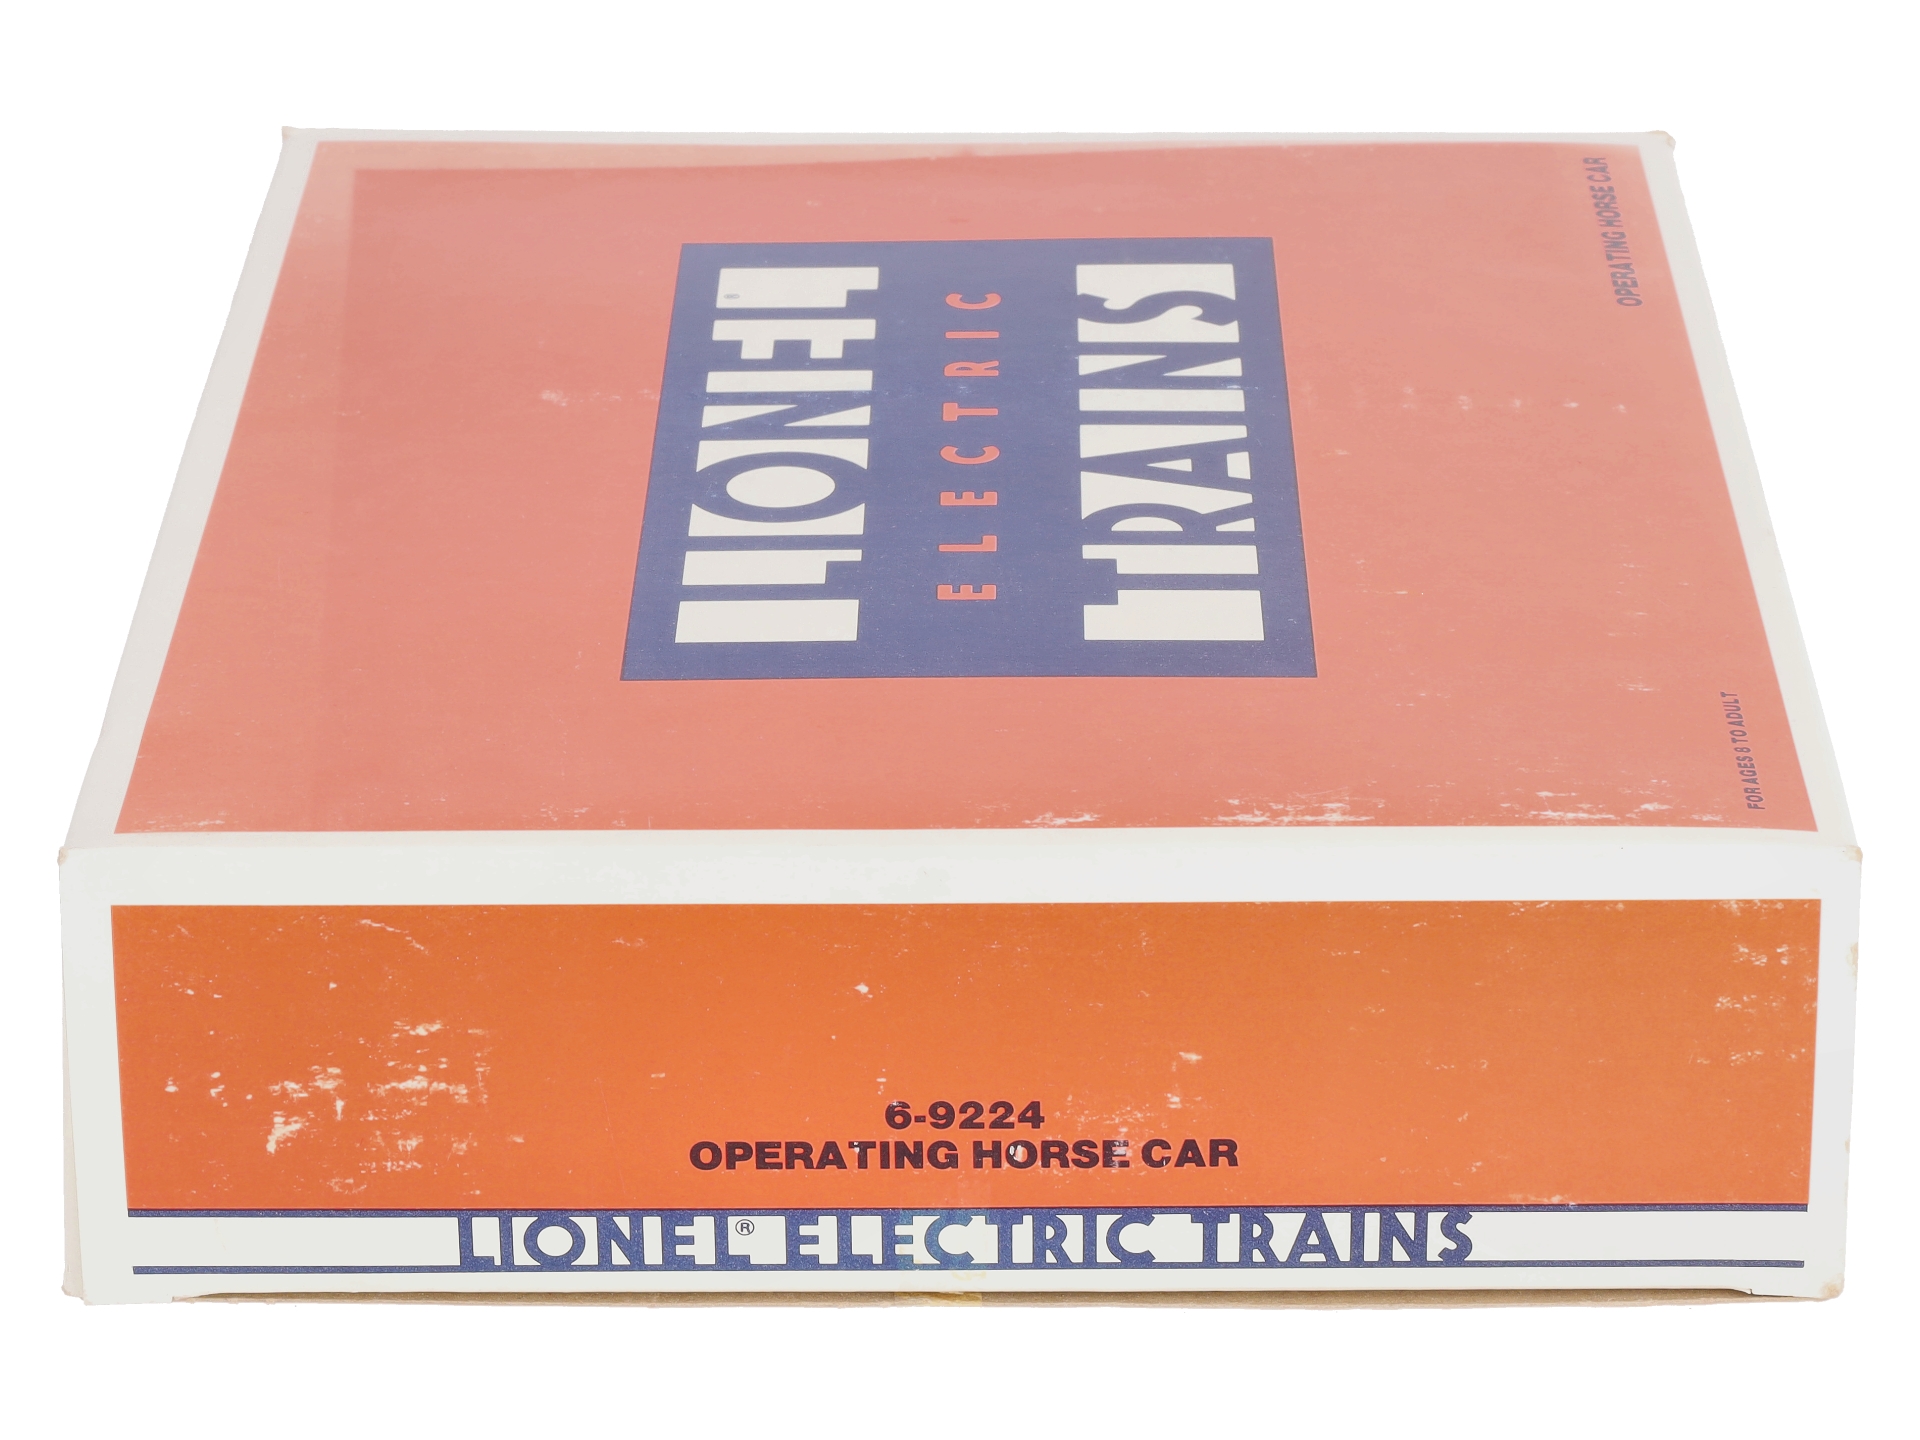 LIONEL®
ELECTRIC
TRAINS
OPERATING HORSE CAR
FOR AGES 8 TO ADULT
6-9224
OPERATING HORSE CAR
LIONEL® ELECTRIC TRAINS